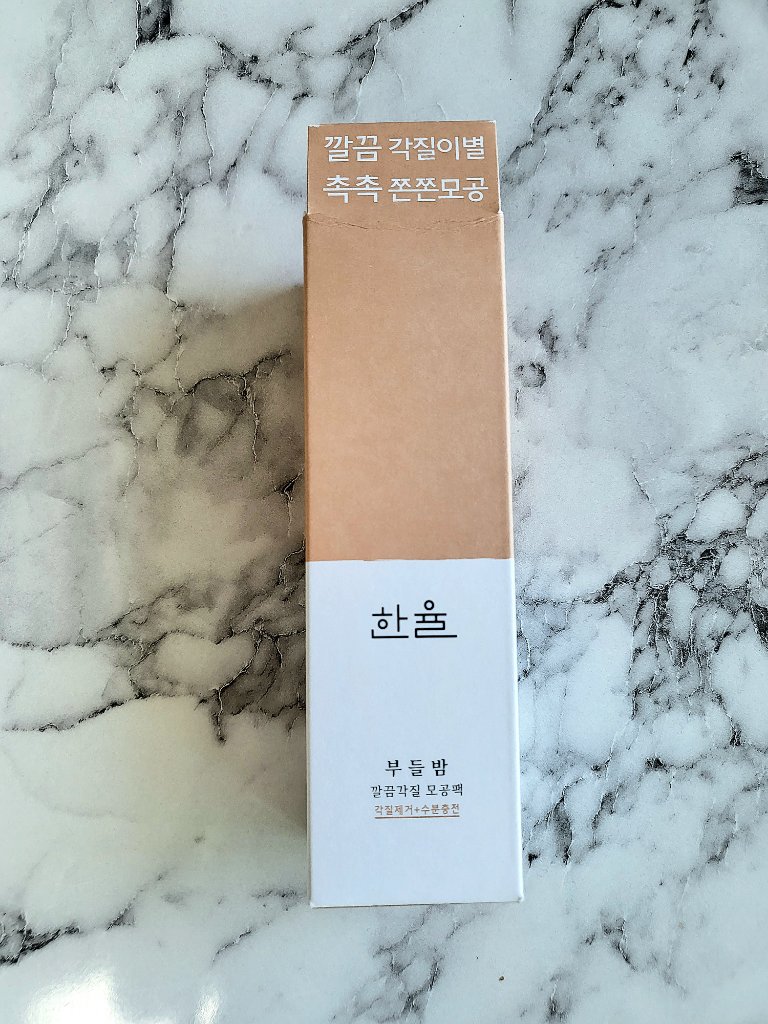 깔끔 각질이별
촉촉 쫀쫀모공
한율
부들밤
깔끔각질 모공팩
각질제거+수분충전